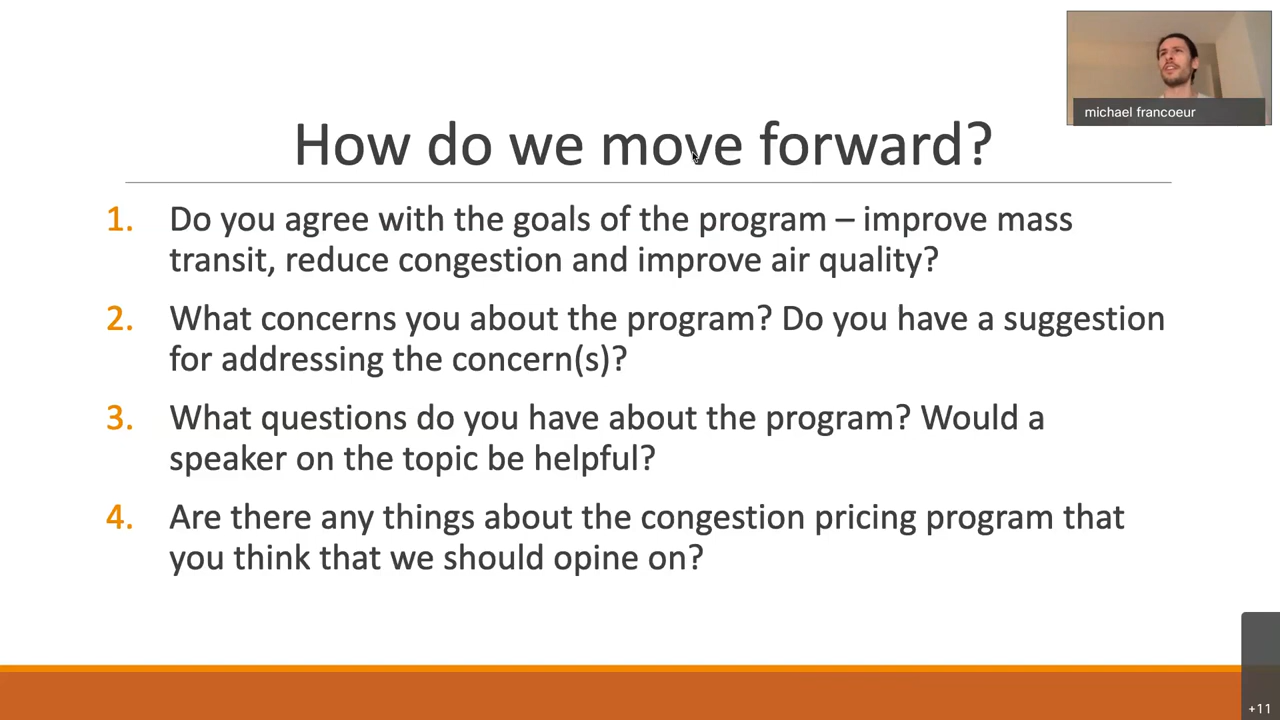 michael francoeur
How do we move forward?
1. Do you agree with the goals of the program – improve mass
transit, reduce congestion and improve air quality?
2. What concerns you about the program? Do you have a suggestion
for addressing the concern(s)?
3. What questions do you have about the program? Would a
speaker on the topic be helpful?
4. Are there any things about the congestion pricing program that
you think that we should opine on?
+11